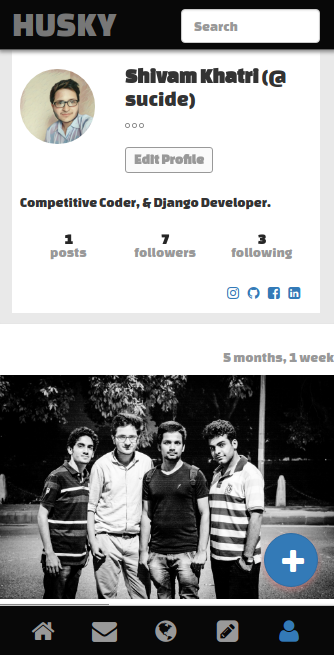 HUSKY
Search
Shivam Khatri (@
sucide)
Edit Profile
Competitive Coder, & Django Developer.
1 7 3
posts followers following
5 months, 1 week